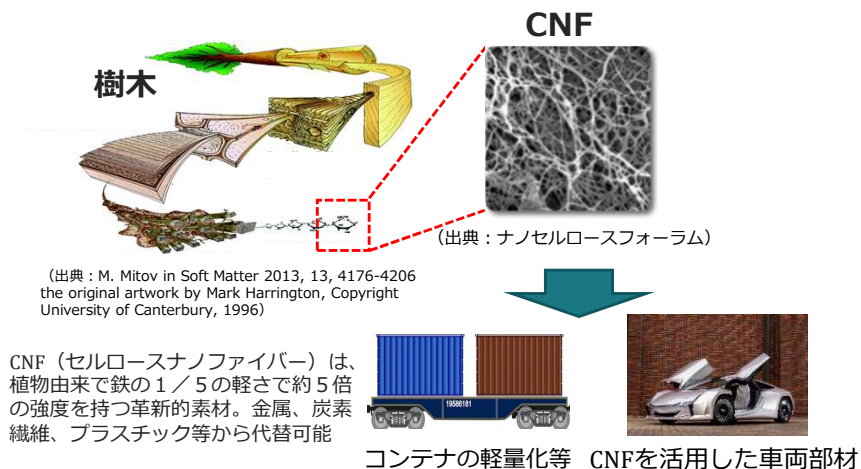 CNF
樹木
（出典：ナノセルロースフォーラム）
（出典：M. Mitov in Soft Matter 2013, 13, 4176-4206
the original artwork by Mark Harrington, Copyright
University of Canterbury, 1996）
CNF（セルロースナノファイバー）は、
植物由来で鉄の１／５の軽さで約５倍
の強度を持つ革新的素材。金属、炭素
繊維、プラスチック等から代替可能
19586181
コンテナの軽量化等
CNFを活用した車両部材